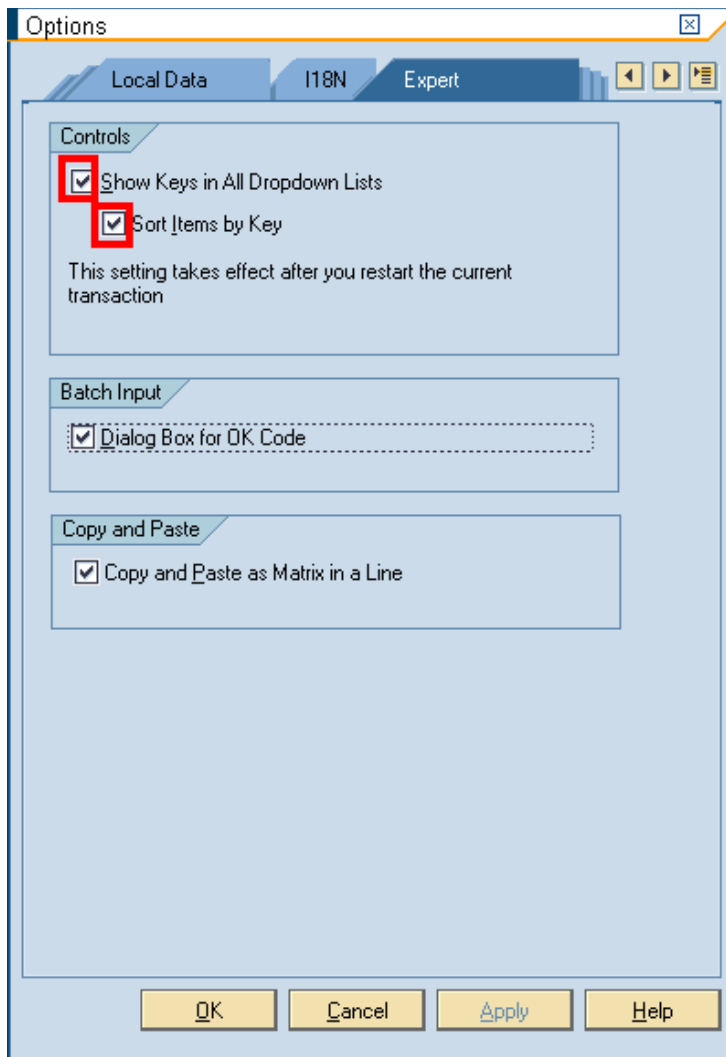 Options
Local Data
I18N
Expert
Controls
Show Keys in All Dropdown Lists
Sort Items by Key
This setting takes effect after you restart the current
transaction
Batch Input
Dialog Box for OK Code
Copy and Paste
Copy and Paste as Matrix in a Line
OK
Cancel
Apply
Help